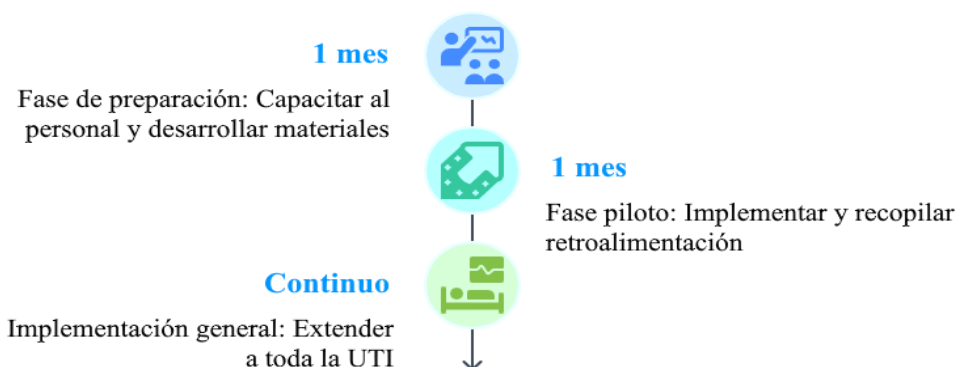 1 mes
Fase de preparación: Capacitar al
personal y desarrollar materiales
1 mes
Fase piloto: Implementar y recopilar
retroalimentación
Continuo
Implementación general: Extender
a toda la UTI